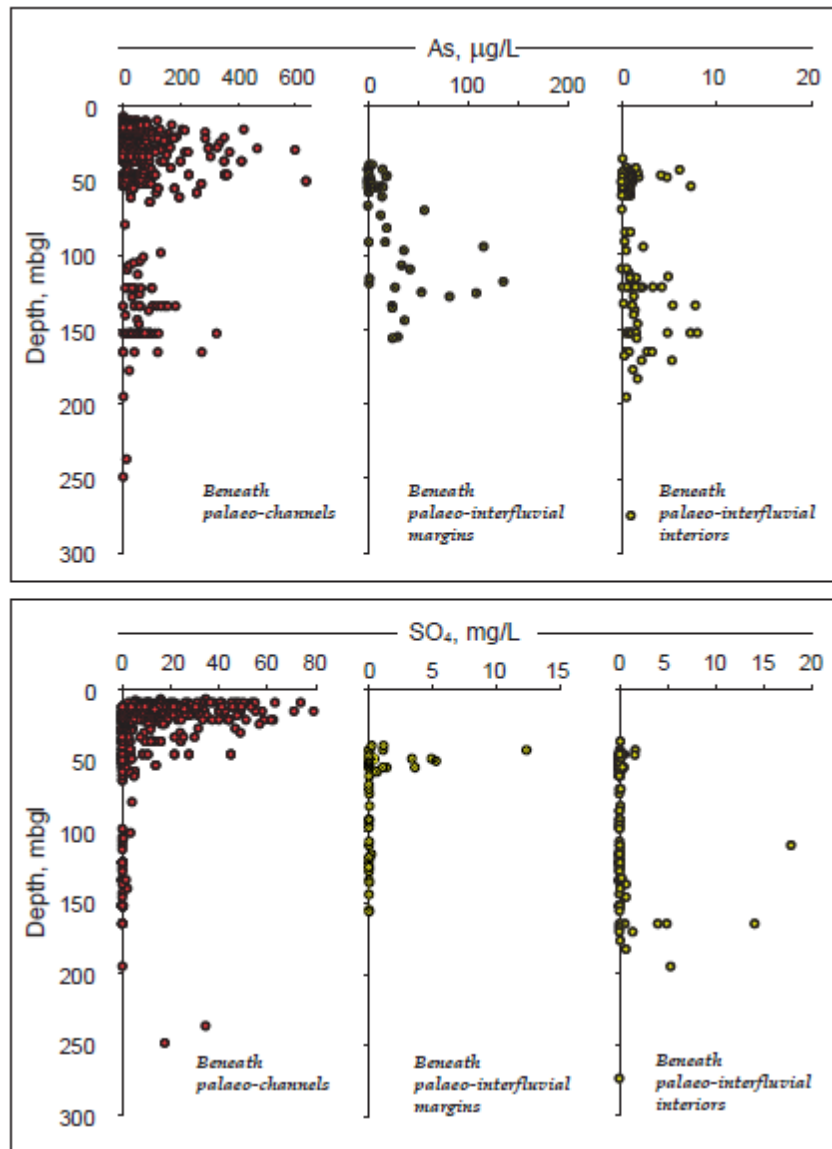 As, µg/L
0 200 400 600
0 100 200
0 10 20
Depth, mbgl
0
50
100
150
200
250
300
Beneath
palaeo-channels
Beneath
palaeo-interfluvial
margins
Beneath
palaeo-interfluvial
interiors
SO₄, mg/L
0 20 40 60 80
0 5 10 15
0 5 10 15 20
Depth, mbgl
0
50
100
150
200
250
300
Beneath
palaeo-channels
Beneath
palaeo-interfluvial
margins
Beneath
palaeo-interfluvial
interiors